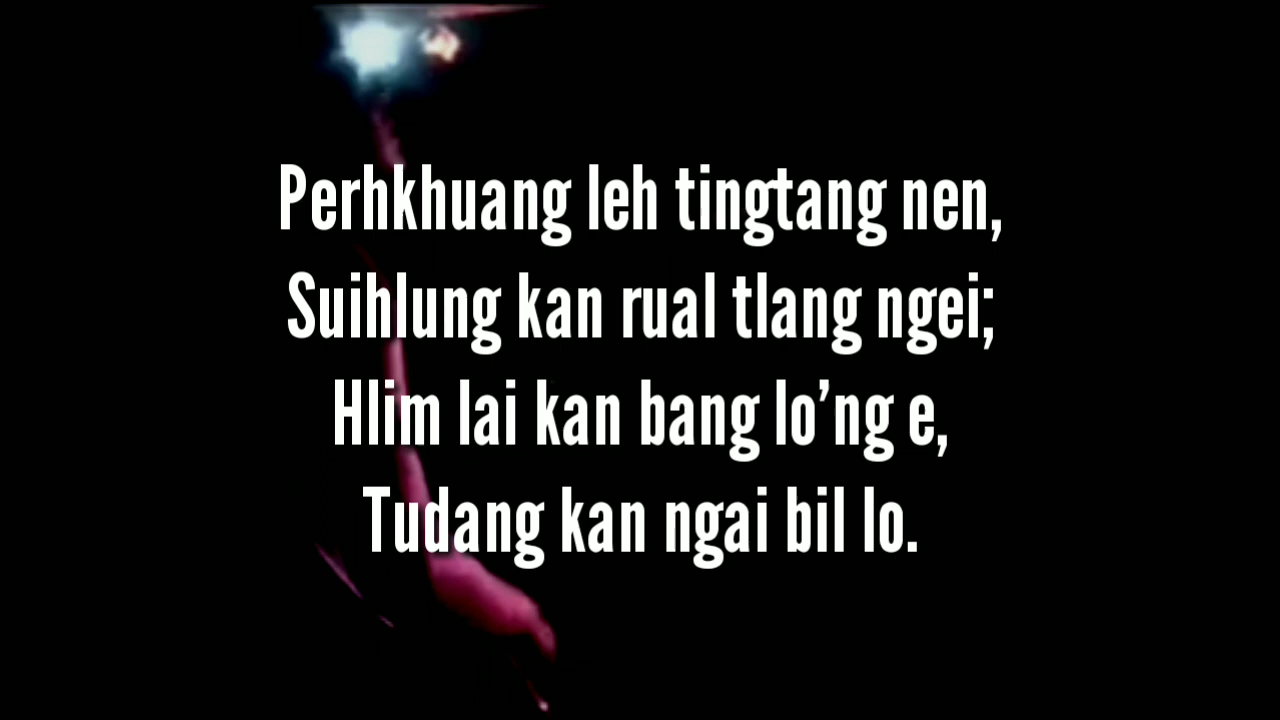 Perhkhuang leh tingtang nen,
Suihlung kan rual tlang ngei;
Hlim lai kan bang lo’ng e,
Tudang kan ngai bil lo.